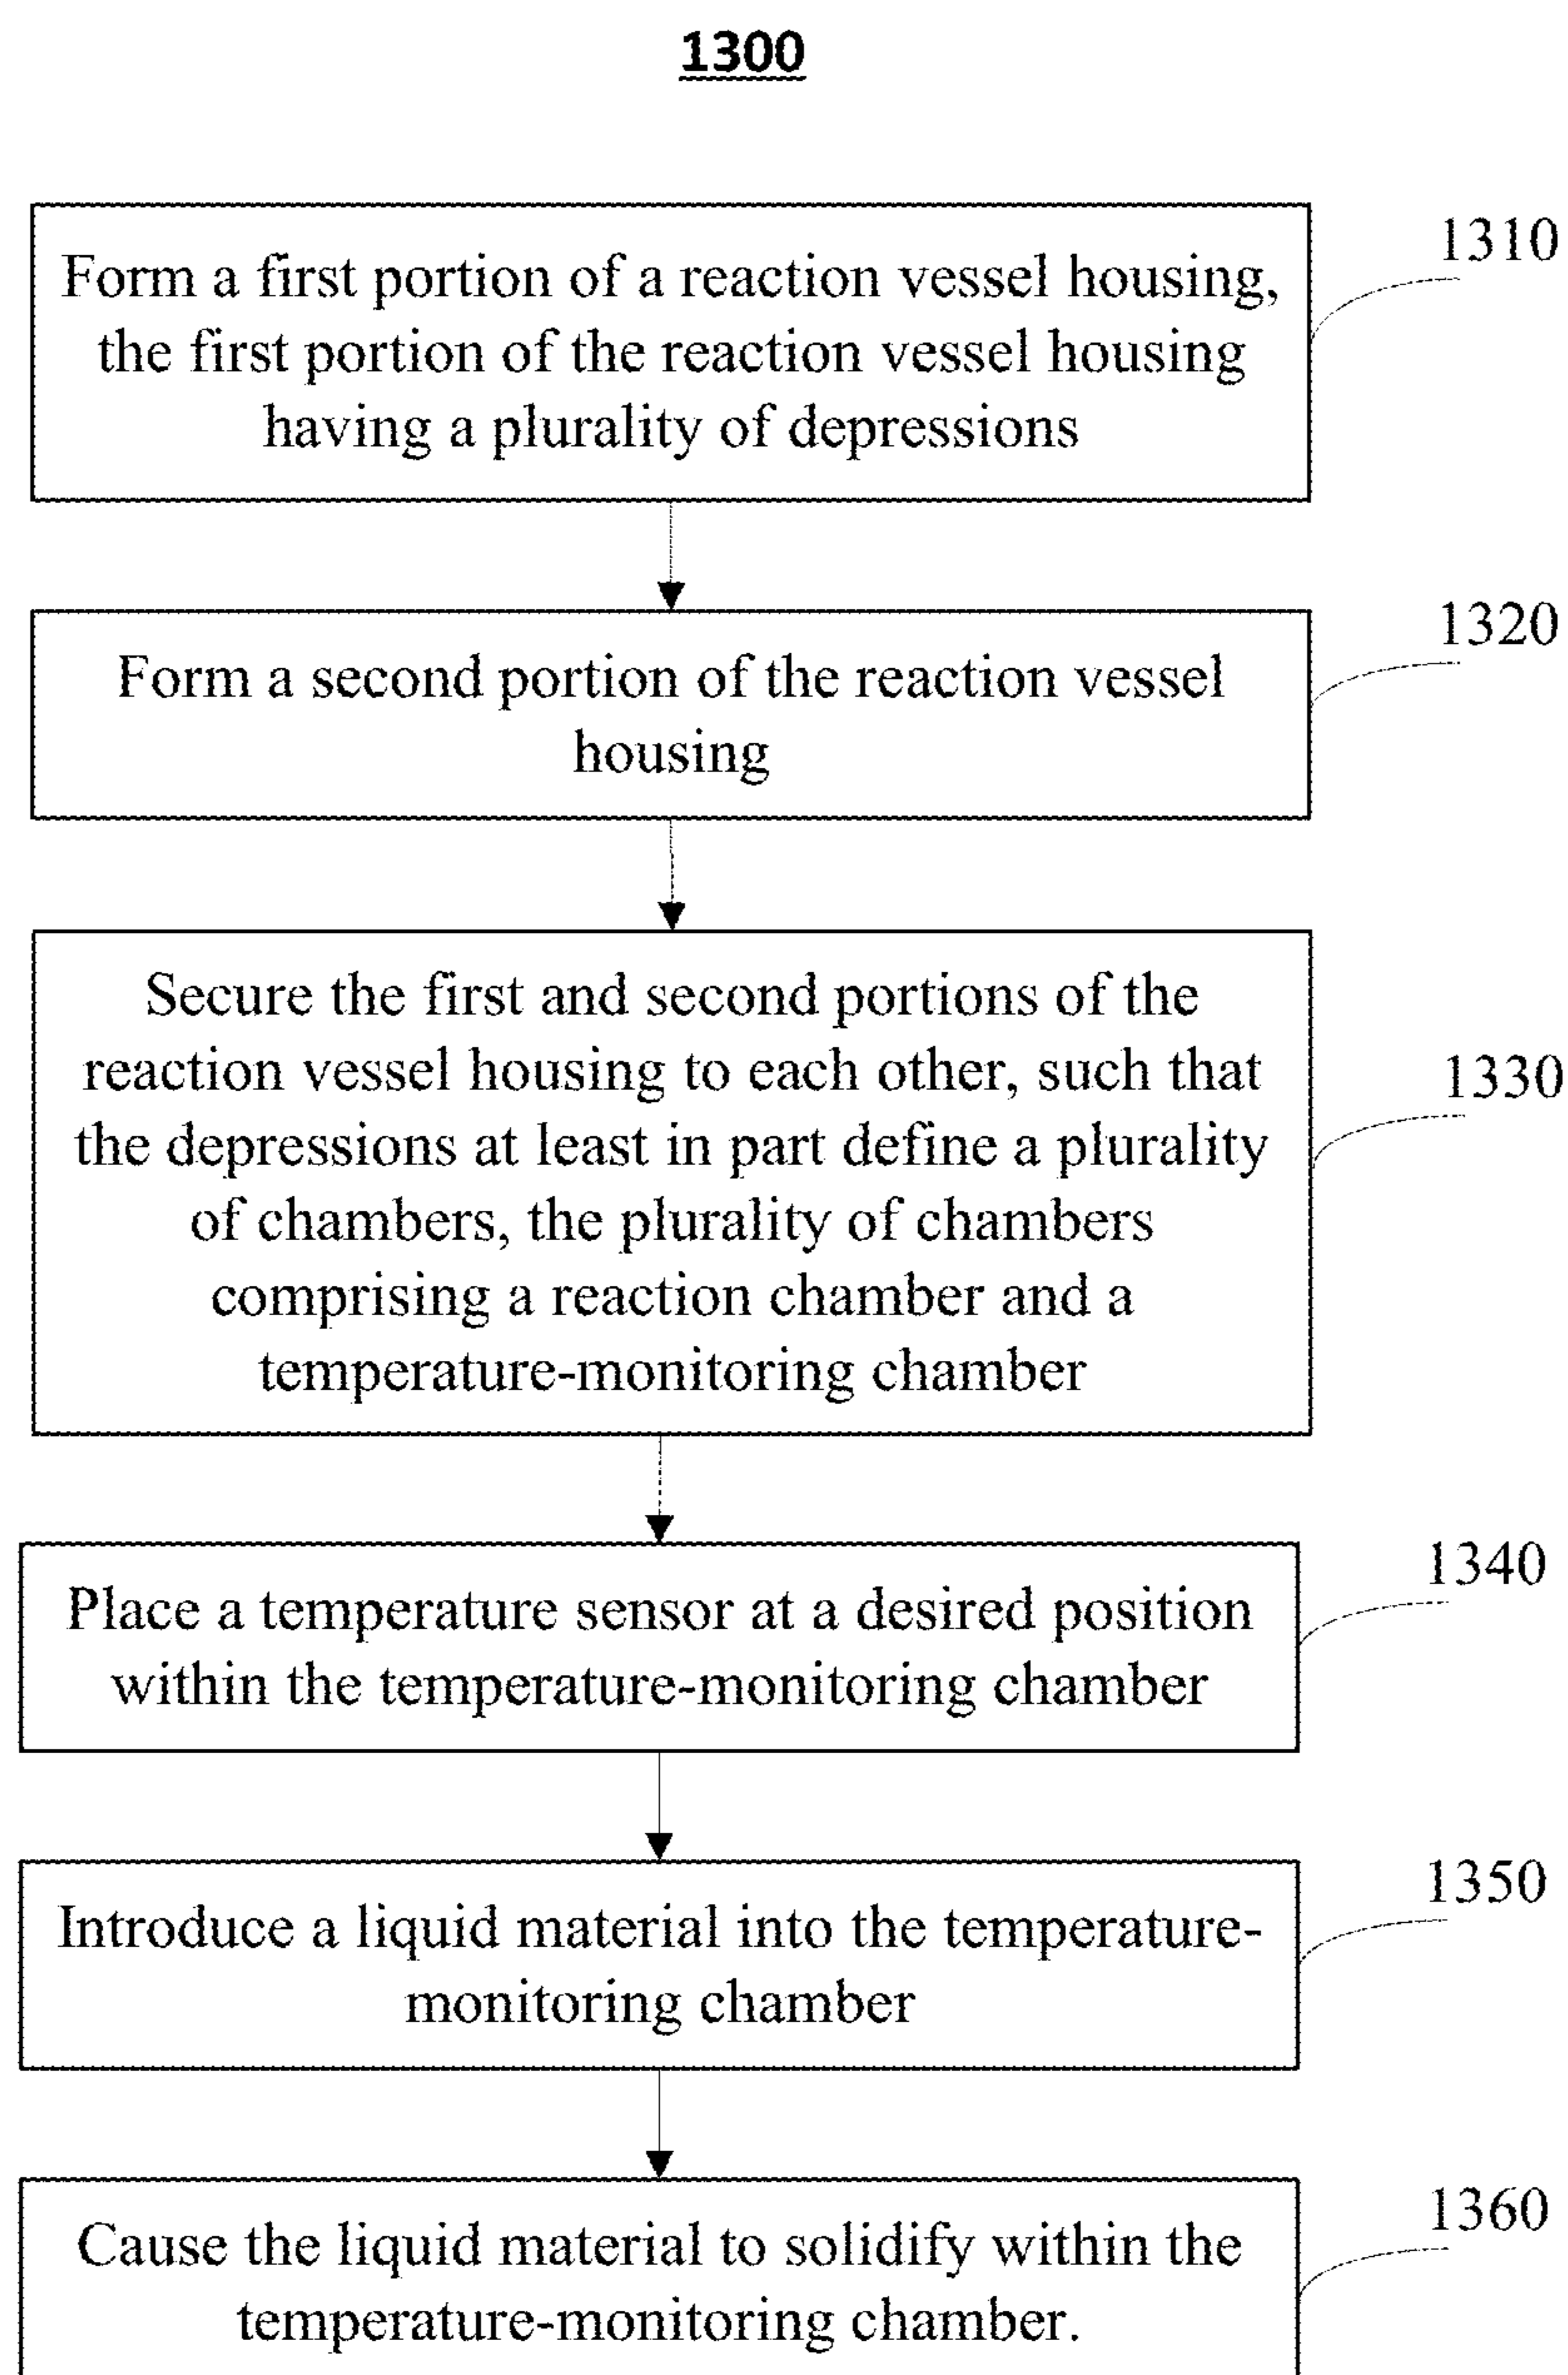 1300
Form a first portion of a reaction vessel housing,
the first portion of the reaction vessel housing
having a plurality of depressions
1310
Form a second portion of the reaction vessel
housing
1320
Secure the first and second portions of the
reaction vessel housing to each other, such that
the depressions at least in part define a plurality
of chambers, the plurality of chambers
comprising a reaction chamber and a
temperature-monitoring chamber
1330
Place a temperature sensor at a desired position
within the temperature-monitoring chamber
1340
Introduce a liquid material into the temperature-
monitoring chamber
1350
Cause the liquid material to solidify within the
temperature-monitoring chamber.
1360